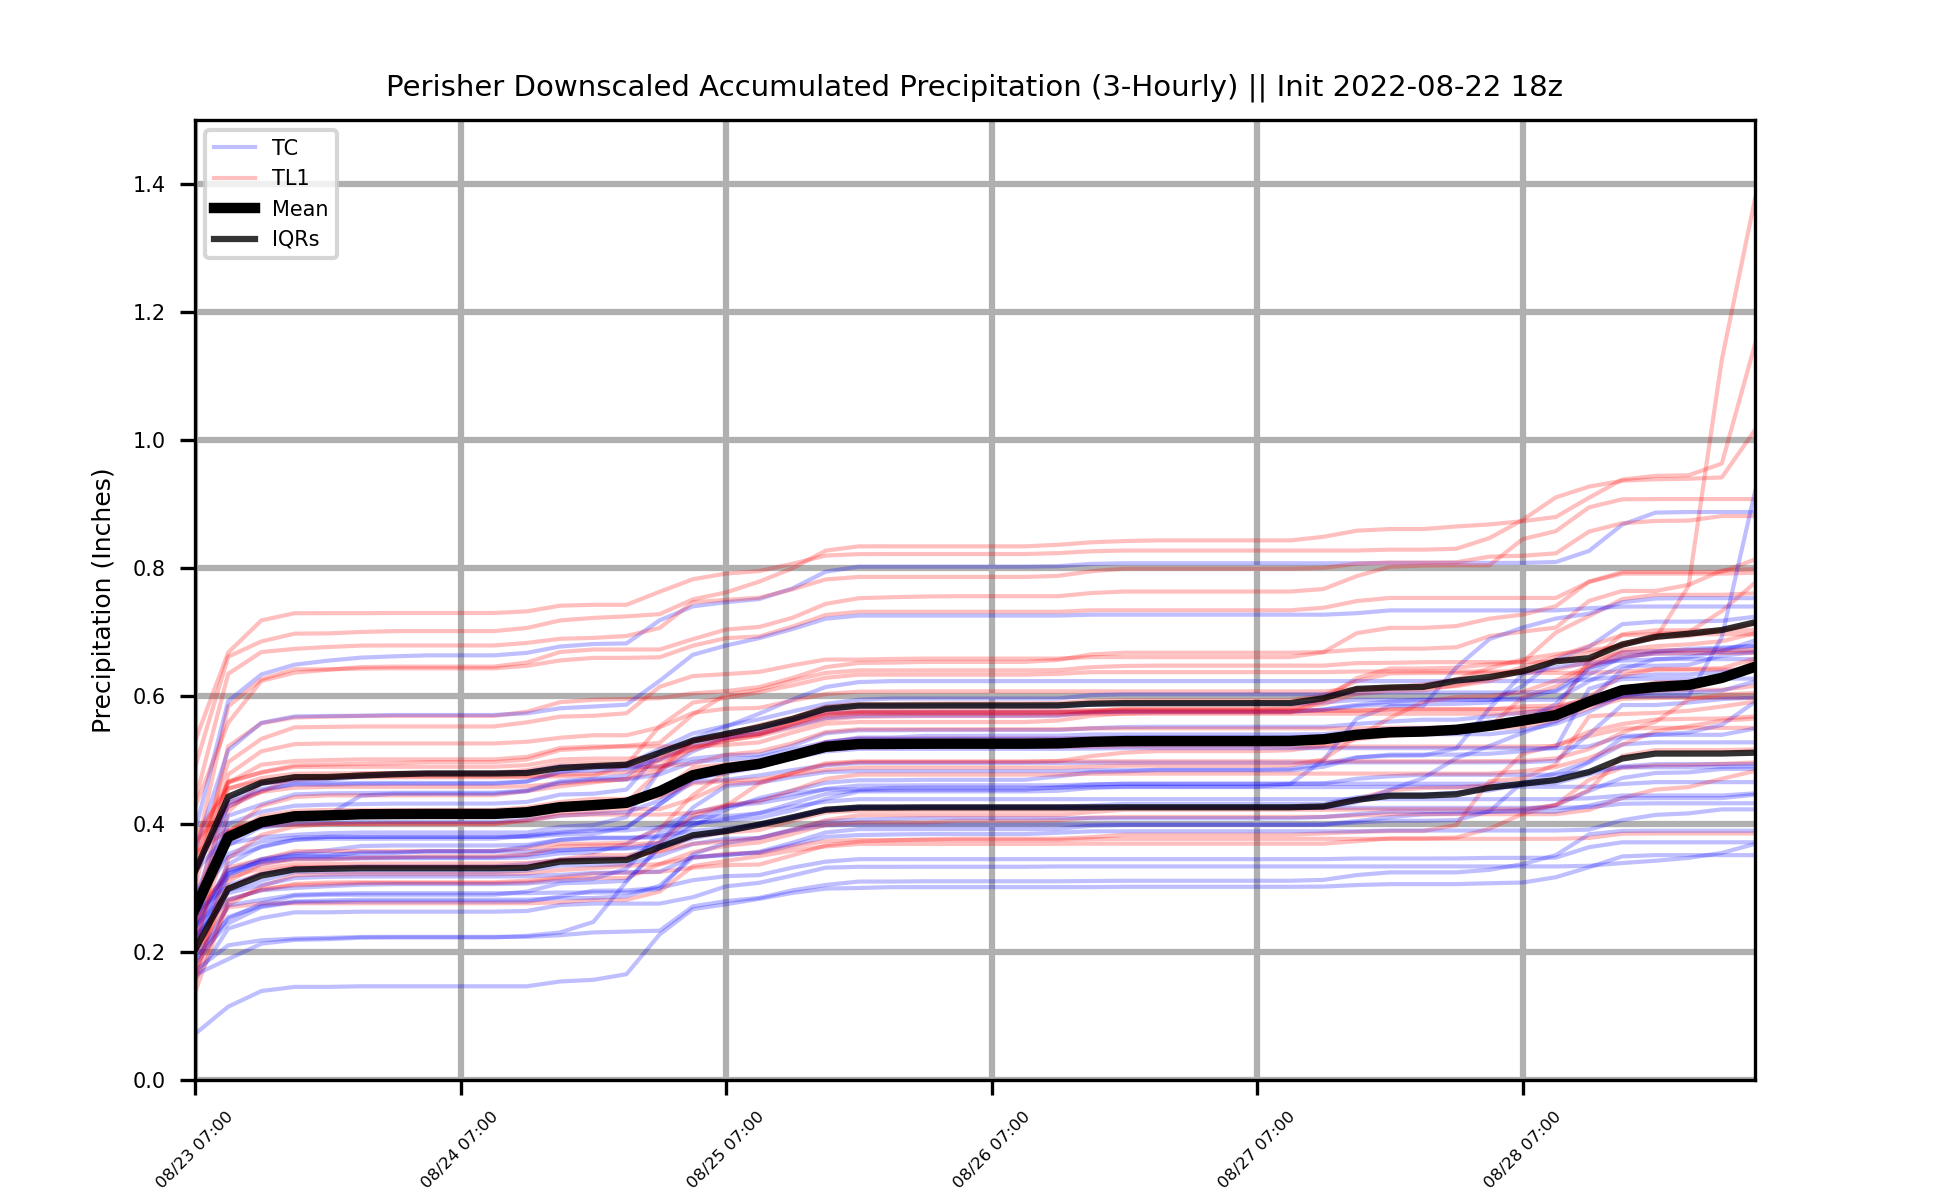 Perisher Downscaled Accumulated Precipitation (3-Hourly) || Init 2022-08-22 18z
TC
TL1
Mean
IQRs
Precipitation (Inches)
1.4
1.2
1.0
0.8
0.6
0.4
0.2
0.0
08/23 07:00
08/24 07:00
08/25 07:00
08/26 07:00
08/27 07:00
08/28 07:00